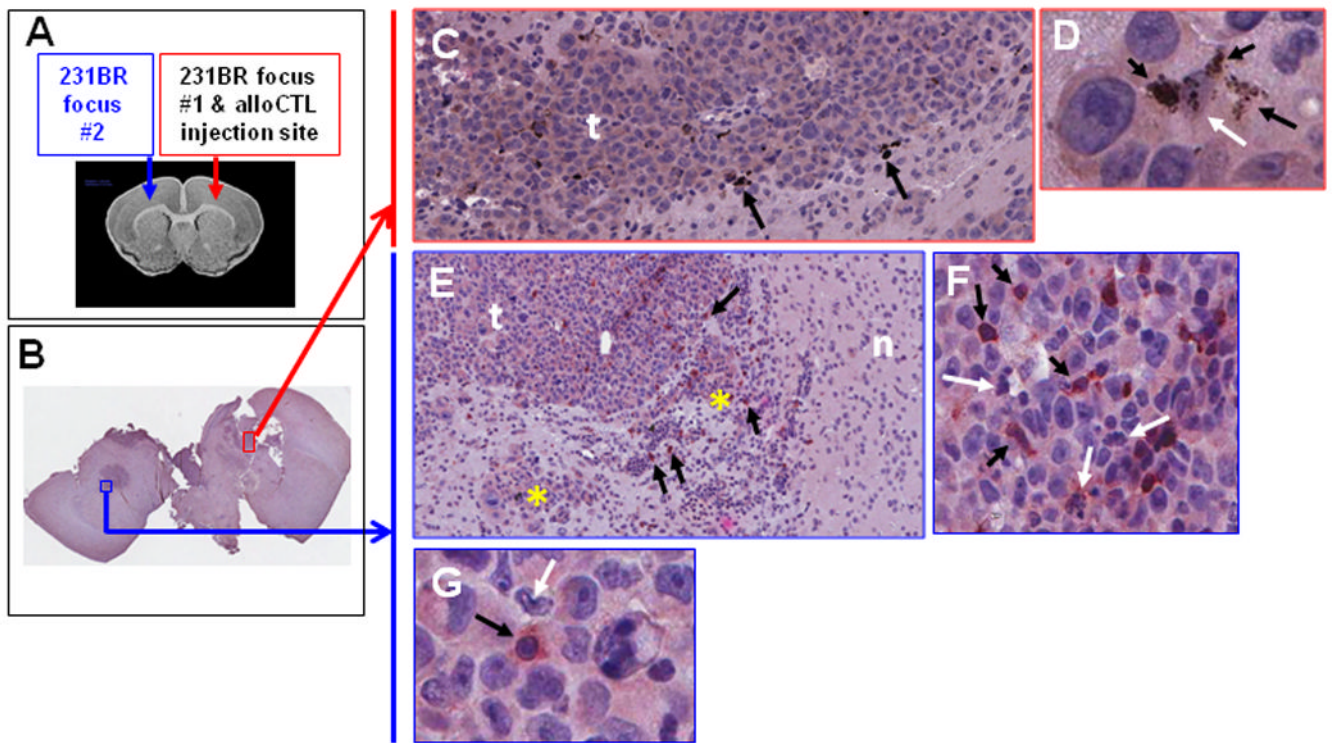 A
231BR
focus
#2
231BR focus
#1 & alloCTL
injection site
B
C
t
D
E
t
n
*
*
F
G